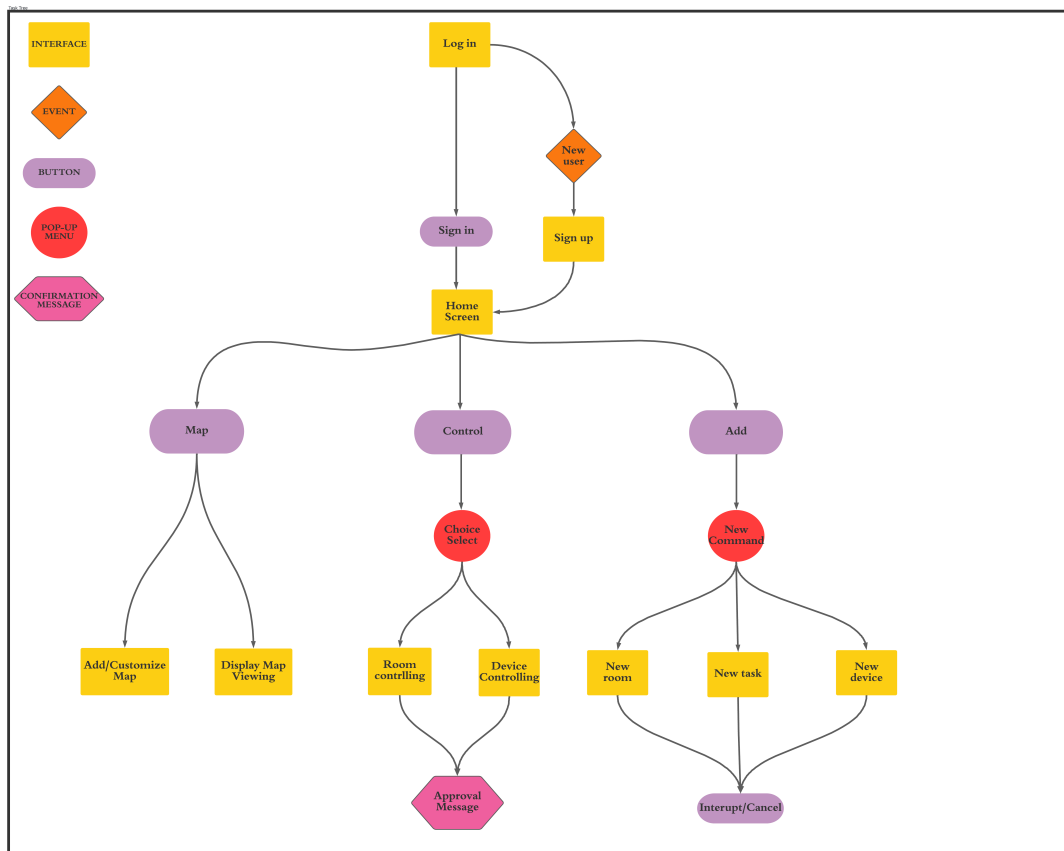 Task Tree
INTERFACE
EVENT
BUTTON
POP-UP
MENU
CONFIRMATION
MESSAGE
Log in
New
user
Sign in
Sign up
Home
Screen
Map
Control
Add
Choice
Select
New
Command
Add/Customize
Map
Display Map
Viewing
Room
contrlling
Device
Controlling
New
room
New task
New
device
Approval
Message
Interupt/Cancel